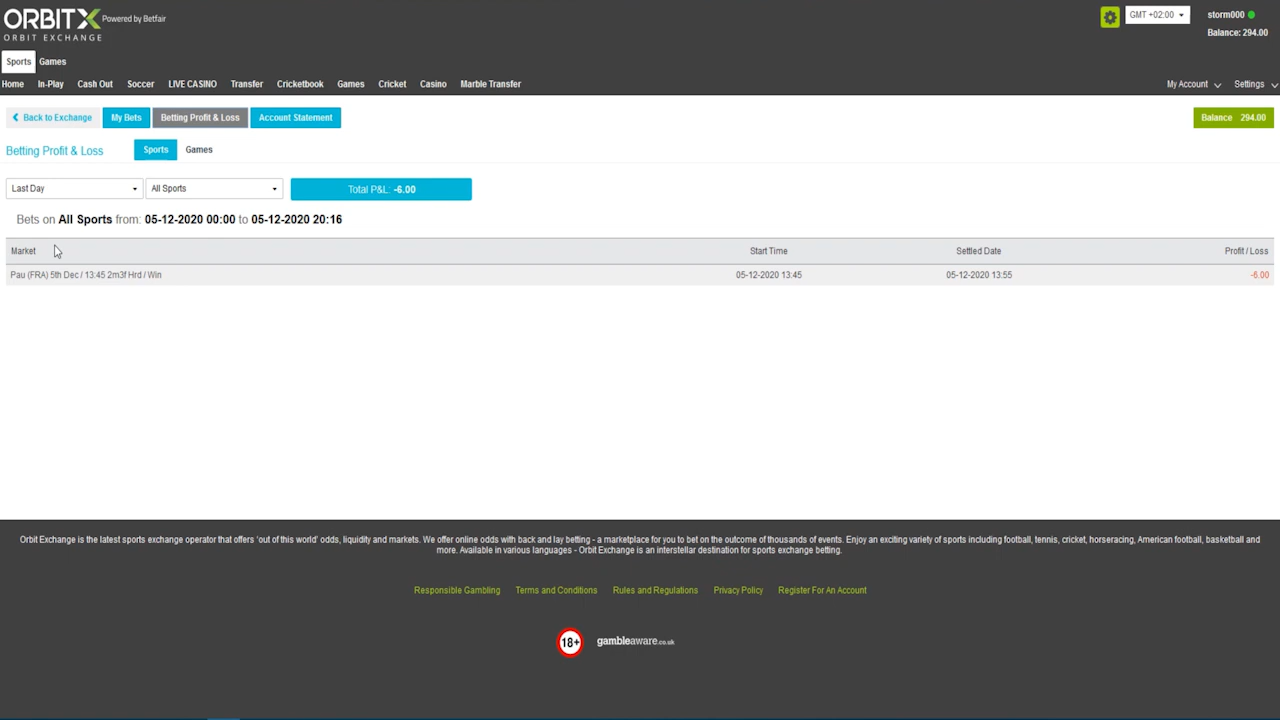 ORBITX Powered by Betfair
ORBIT EXCHANGE
GMT +02:00
storm000
Balance: 294.00
Sports Games
Home In-Play Cash Out Soccer LIVE CASINO Transfer Cricketbook Games Cricket Casino Marble Transfer My Account Settings
Back to Exchange My Bets Betting Profit & Loss Account Statement Balance 294.00
Betting Profit & Loss Sports Games
Last Day All Sports Total P&L: -6.00
Bets on All Sports from: 05-12-2020 00:00 to 05-12-2020 20:16
Market Start Time Settled Date Profit / Loss
Pau (FRA) 5th Dec / 13:45 2m3f Hrd / Win 05-12-2020 13:45 05-12-2020 13:55 -6.00
Orbit Exchange is the latest sports exchange operator that offers 'out of this world' odds, liquidity and markets. We offer online odds with back and lay betting - a marketplace for you to bet on the outcome of thousands of events. Enjoy an exciting variety of sports including football, tennis, cricket, horseracing, American football, basketball and
more. Available in various languages - Orbit Exchange is an interstellar destination for sports exchange betting.
Responsible Gambling Terms and Conditions Rules and Regulations Privacy Policy Register For An Account
18+ gambleaware.co.uk